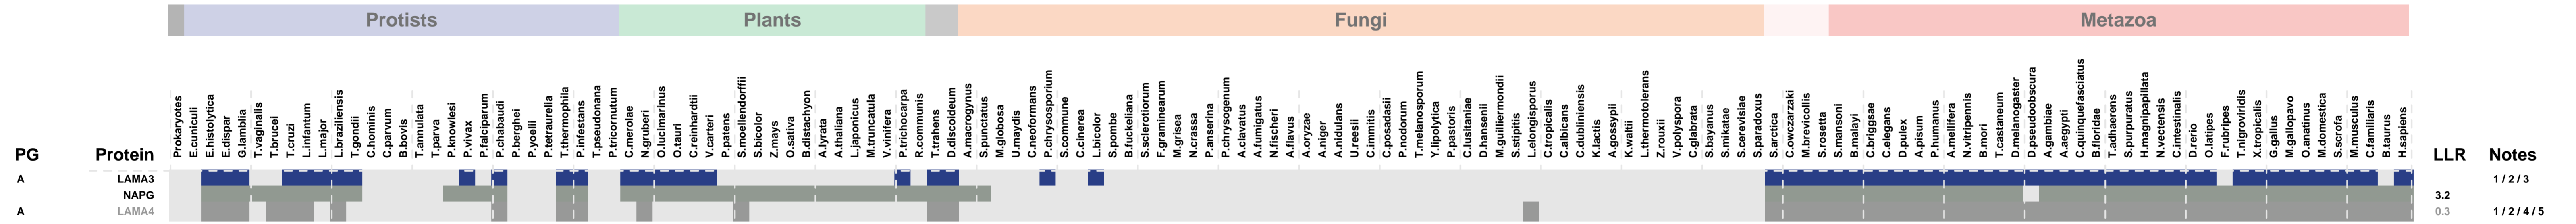 Protists Plants Fungi Metazoa
PG Protein Prokaryotes E.cuniculi E.histolytica E.dispar G.lamblia T.vaginalis T.brucei T.cruzi L.infantum L.major L.braziliensis T.gondii C.hominis C.parvum B.bovis T.annulata T.parva P.knowlesi P.vivax P.falciparum P.chabaudi P.berghei P.yoelii P.tetraurelia T.thermophila P.infestans T.pseudonana P.tricornutum C.merolae N.gruberi O.lucimarinus O.tauri C.reinhardtii V.carteri P.patens S.moellendorffii S.bicolor Z.mays O.sativa B.distachyon A.lyrata A.thaliana L.japonicus M.truncatula V.vinifera P.trichocarpa R.communis T.trahens D.discoideum A.macrogynus S.punctatus M.globosa U.maydis C.neoformans P.chrysosporium S.commune C.cinerea L.bicolor S.pombe B.fuckeliana S.sclerotiorum F.graminearum M.grisea N.crassa P.anserina P.chrysogenum A.clavatus A.fumigatus N.fischeri A.flavus A.oryzae A.niger A.nidulans U.reesii C.immitis C.posadasii P.nodorum T.melanosporum Y.lipolytica P.pastoris C.lusitaniae D.hansenii M.guilliermondii S.stipitis L.elongisporus C.tropicalis C.albicans C.dubliniensis K.lactis A.gossypii K.waltii L.thermotolerans Z.rouxii V.polyspora C.glabrata S.bayanus S.mikatae S.cerevisiae S.paradoxus S.arctica C.owczarzaki M.brevicollis S.rosetta S.mansoni B.malayi C.briggsae C.elegans D.pulex A.pisum P.humanus A.mellifera N.vitripennis B.mori T.castaneum D.melanogaster D.pseudoobscura A.gambiae A.aegypti C.quinquefasciatus B.floridae T.adhaerens S.purpuratus H.magnipapillata N.vectensis C.intestinalis D.rerio O.latipes F.rubripes T.nigroviridis X.tropicalis G.gallus M.gallopavo O.anatinus M.domestica S.scrofa M.musculus C.familiaris B.taurus H.sapiens LLR Notes
A LAMA3 1 / 2 / 3
NAPG 3.2
A LAMA4 0.3 1 / 2 / 4 / 5